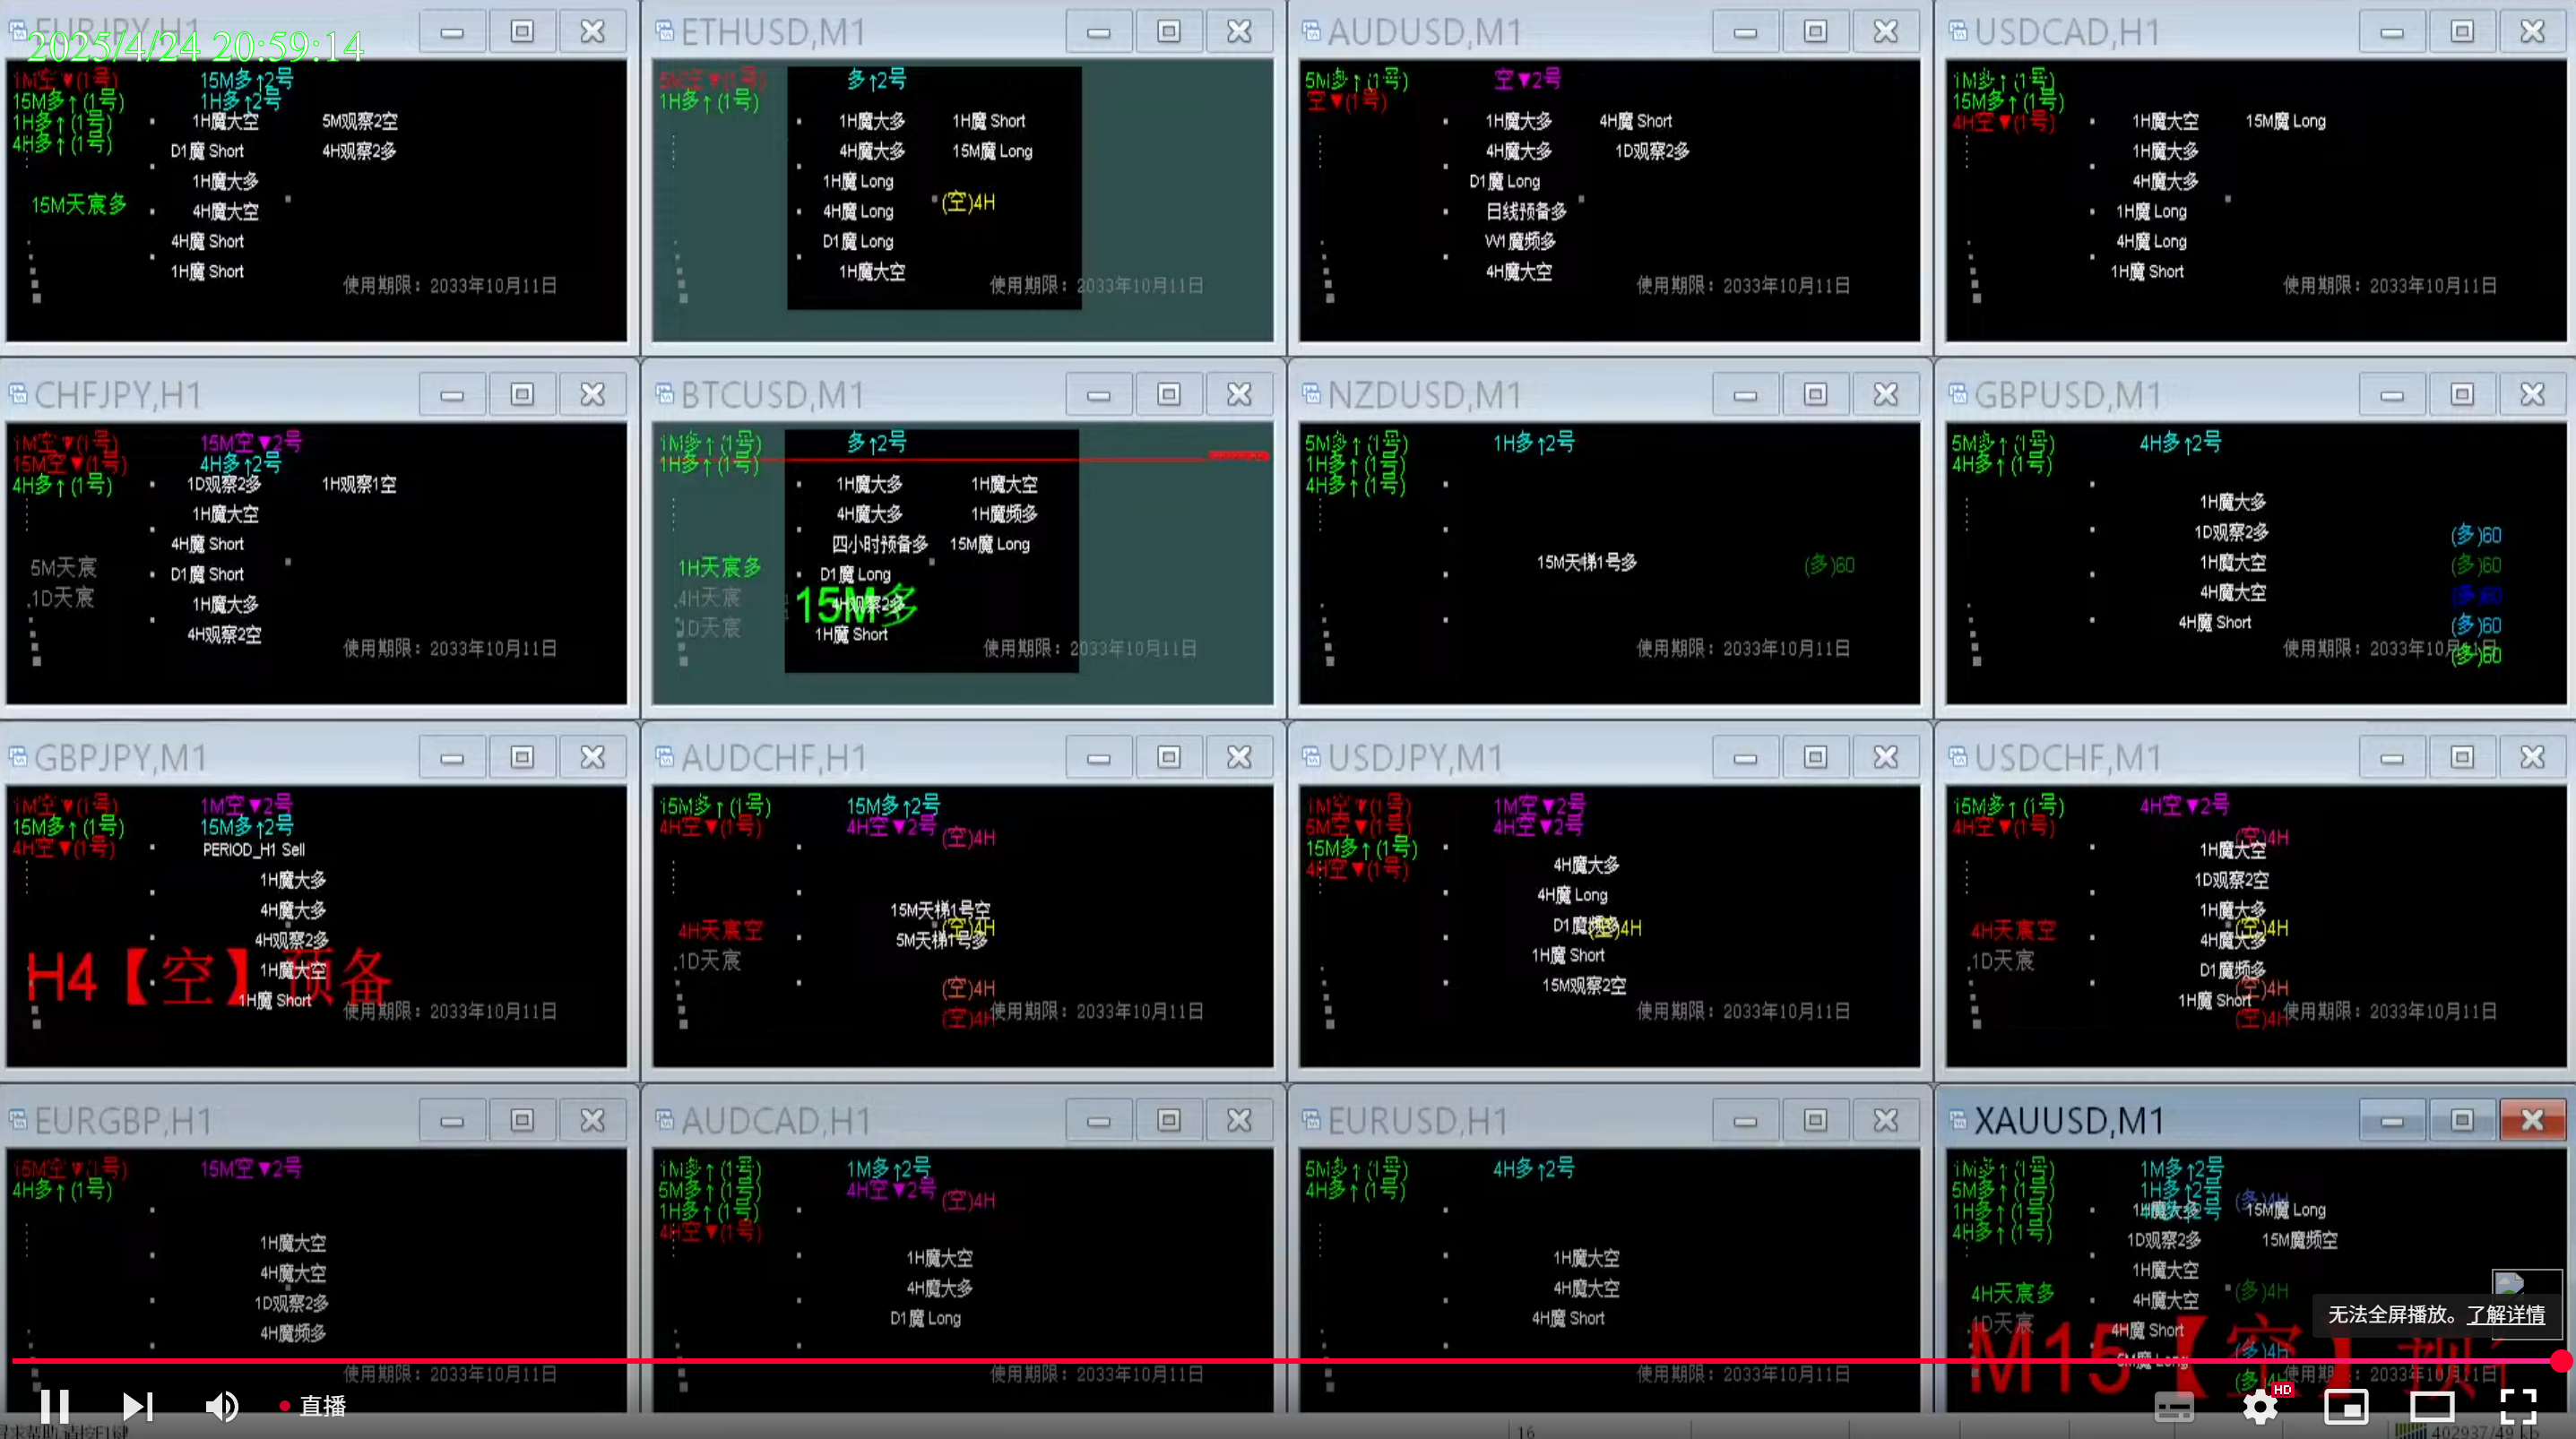 EURJPY,H1
2025/4/24 20:59:14
1M空▼(1号)
15M多↑(1号)
1H多↑(1号)
4H多↑(1号)
15M多↑2号
1H多↑2号
1H魔大空 5M观察2空
D1魔 Short 4H观察2多
1H魔大多
15M天宸多
4H魔大空
4H魔 Short
1H魔 Short
使用期限：2033年10月11日
ETHUSD,M1
5M空▼(1号)
1H多↑(1号)
多↑2号
1H魔大多 1H魔 Short
4H魔大多 15M魔 Long
1H魔 Long
4H魔 Long (空)4H
D1魔 Long
1H魔大空
使用期限：2033年10月11日
AUDUSD,M1
5M多↑(1号)
空▼(1号)
空▼2号
1H魔大多 4H魔 Short
4H魔大多 1D观察2多
D1魔 Long
日线预备多
W1魔频多
4H魔大空
使用期限：2033年10月11日
USDCAD,H1
1M多↑(1号)
15M多↑(1号)
4H空▼(1号)
1H魔大空 15M魔 Long
1H魔大多
4H魔大多
1H魔 Long
4H魔 Long
1H魔 Short
使用期限：2033年10月11日
CHFJPY,H1
1M空▼(1号)
15M空▼(1号)
4H多↑(1号)
15M空▼2号
4H多↑2号
1D观察2多 1H观察1空
1H魔大空
4H魔 Short
5M天宸
D1魔 Short
1D天宸
1H魔大多
4H观察2空
使用期限：2033年10月11日
BTCUSD,M1
1M多↑(1号)
1H多↑(1号)
多↑2号
1H魔大多 1H魔大空
4H魔大多 1H魔频多
四小时预备多 15M魔 Long
1H天宸多
D1魔 Long
4H天宸
15M多
4H观察2多
1D天宸
1H魔 Short
使用期限：2033年10月11日
NZDUSD,M1
5M多↑(1号)
1H多↑(1号)
4H多↑(1号)
1H多↑2号
15M天梯1号多 (多)60
使用期限：2033年10月11日
GBPUSD,M1
5M多↑(1号)
4H多↑(1号)
4H多↑2号
1H魔大多
1D观察2多 (多)60
1H魔大空 (多)60
4H魔大空 (多)60
4H魔 Short (多)60
使用期限：2033年10月11日
(多)60
GBPJPY,M1
1M空▼(1号)
15M多↑(1号)
4H空▼(1号)
1M空▼2号
15M多↑2号
PERIOD_H1 Sell
1H魔大多
4H魔大多
4H观察2多
H4【空】预备
1H魔大空
1H魔 Short
使用期限：2033年10月11日
AUDCHF,H1
15M多↑(1号)
4H空▼(1号)
15M多↑2号
4H空▼2号
(空)4H
15M天梯1号空
4H天宸空
(空)4H
5M天梯1号多
1D天宸
(空)4H
(空)4H
使用期限：2033年10月11日
USDJPY,M1
1M空▼(1号)
5M空▼(1号)
15M多↑(1号)
4H空▼(1号)
1M空▼2号
4H空▼2号
4H魔大多
4H魔 Long
D1魔频多
(空)4H
1H魔 Short
15M观察2空
使用期限：2033年10月11日
USDCHF,M1
15M多↑(1号)
4H空▼(1号)
4H空▼2号
(空)4H
1H魔大空
1D观察2空
1H魔大多
4H天宸空
(空)4H
4H魔大多
1D天宸
D1魔频多
(空)4H
1H魔 Short
(空)4H
使用期限：2033年10月11日
EURGBP,H1
15M空▼(1号)
4H多↑(1号)
15M空▼2号
1H魔大空
4H魔大空
1D观察2多
4H魔频多
使用期限：2033年10月11日
AUDCAD,H1
1M多↑(1号)
5M多↑(1号)
1H多↑(1号)
4H空▼(1号)
1M多↑2号
4H空▼2号
(空)4H
1H魔大空
4H魔大多
D1魔 Long
使用期限：2033年10月11日
EURUSD,H1
5M多↑(1号)
4H多↑(1号)
4H多↑2号
1H魔大空
4H魔大空
4H魔 Short
使用期限：2033年10月11日
XAUUSD,M1
1M多↑(1号)
5M多↑(1号)
1H多↑(1号)
4H多↑(1号)
1M多↑2号
1H多↑2号
(多)4H
1H魔大多 15M魔 Long
1D观察2多 15M魔频空
1H魔大空
4H天宸多
(多)4H
4H魔大空
1D天宸
4H魔 Short
无法全屏播放。了解详情
M15【空】预
5M魔 Long
(多)4H
(多)4H
使用期限：2033年10月11日
直播
HD
寻求帮助,请按F1键
16
402937/49 kb